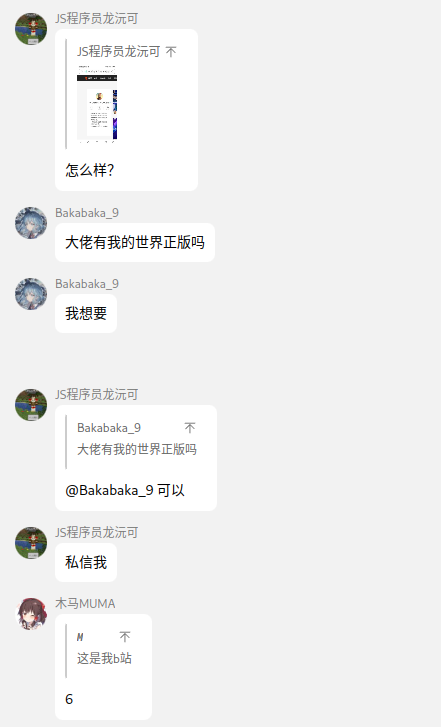 JS程序员龙沅可
JS程序员龙沅可 不
怎么样?
Bakabaka_9
大佬有我的世界正版吗
Bakabaka_9
我想要
JS程序员龙沅可
Bakabaka_9 不
大佬有我的世界正版吗
@Bakabaka_9 可以
JS程序员龙沅可
私信我
木马MUMA
M 不
这是我b站
6